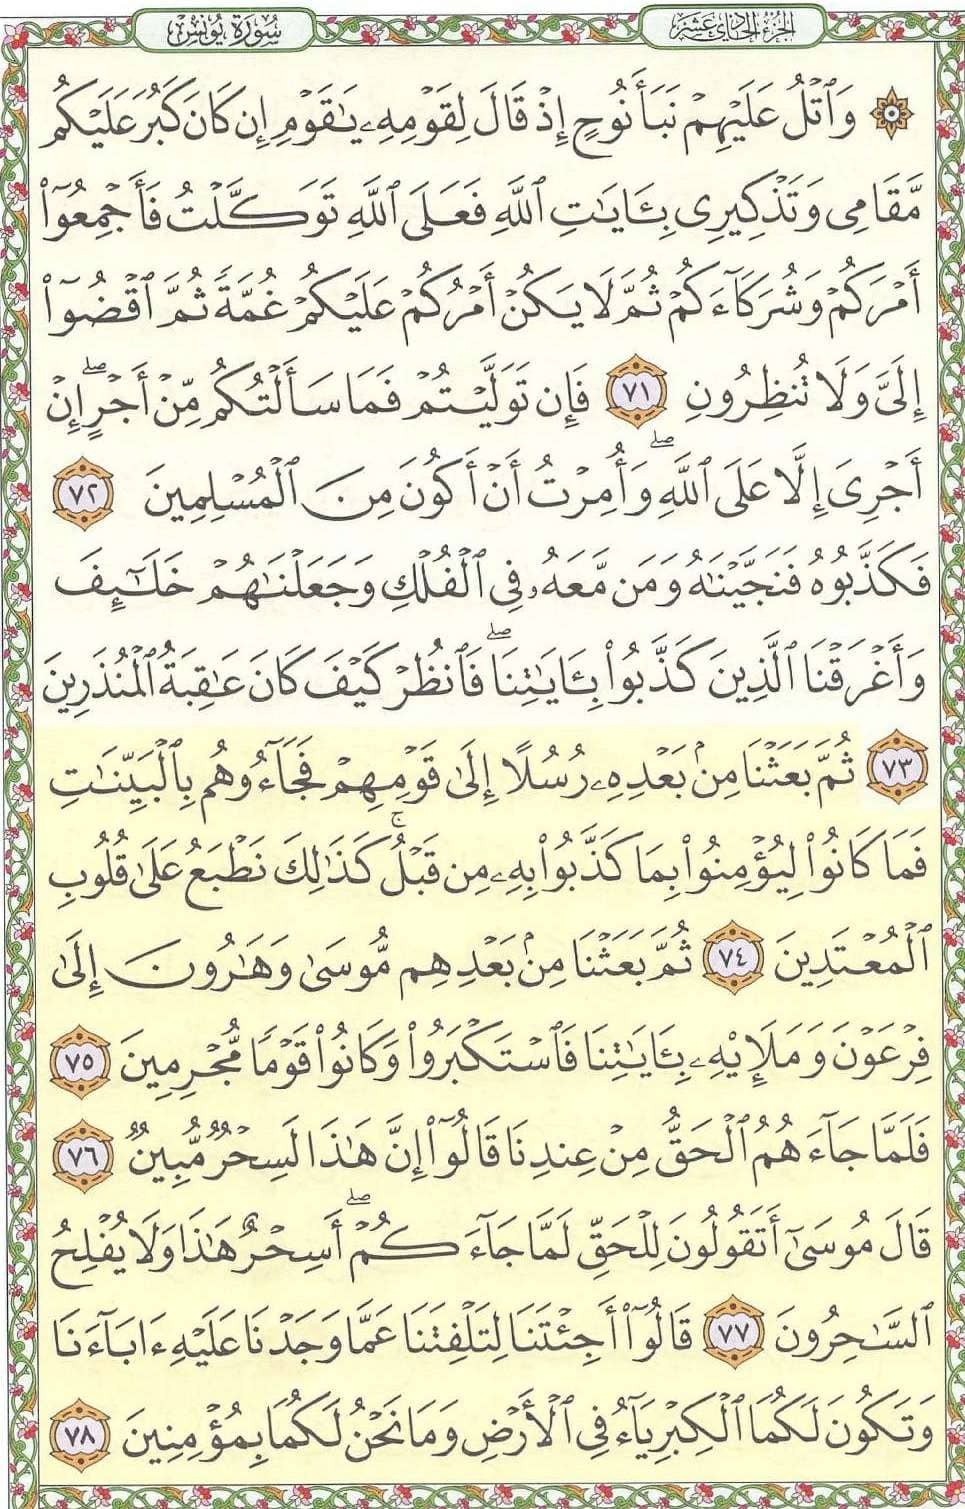 سُورَةُ يُونُس
الجُزْءُ الحَادِي عَشَر
۞ وَٱتۡلُ عَلَيۡهِمۡ نَبَأَ نُوحٍ إِذۡ قَالَ لِقَوۡمِهِۦ يَٰقَوۡمِ إِن كَانَ كَبُرَ عَلَيۡكُم
مَّقَامِي وَتَذۡكِيرِي بِـَٔايَٰتِ ٱللَّهِ فَعَلَى ٱللَّهِ تَوَكَّلۡتُ فَأَجۡمِعُوٓاْ
أَمۡرَكُمۡ وَشُرَكَآءَكُمۡ ثُمَّ لَا يَكُنۡ أَمۡرُكُمۡ عَلَيۡكُمۡ غُمَّةٗ ثُمَّ ٱقۡضُوٓاْ
إِلَيَّ وَلَا تُنظِرُونِ ٧١ فَإِن تَوَلَّيۡتُمۡ فَمَا سَأَلۡتُكُم مِّنۡ أَجۡرٍۖ إِنۡ
أَجۡرِيَ إِلَّا عَلَى ٱللَّهِۖ وَأُمِرۡتُ أَنۡ أَكُونَ مِنَ ٱلۡمُسۡلِمِينَ ٧٢
فَكَذَّبُوهُ فَنَجَّيۡنَٰهُ وَمَن مَّعَهُۥ فِي ٱلۡفُلۡكِ وَجَعَلۡنَٰهُمۡ خَلَٰٓئِفَ
وَأَغۡرَقۡنَا ٱلَّذِينَ كَذَّبُواْ بِـَٔايَٰتِنَاۖ فَٱنظُرۡ كَيۡفَ كَانَ عَٰقِبَةُ ٱلۡمُنذَرِينَ
٧٣ ثُمَّ بَعَثۡنَا مِنۢ بَعۡدِهِۦ رُسُلًا إِلَىٰ قَوۡمِهِمۡ فَجَآءُوهُم بِٱلۡبَيِّنَٰتِ
فَمَا كَانُواْ لِيُؤۡمِنُواْ بِمَا كَذَّبُواْ بِهِۦ مِن قَبۡلُۚ كَذَٰلِكَ نَطۡبَعُ عَلَىٰ قُلُوبِ
ٱلۡمُعۡتَدِينَ ٧٤ ثُمَّ بَعَثۡنَا مِنۢ بَعۡدِهِم مُّوسَىٰ وَهَٰرُونَ إِلَىٰ
فِرۡعَوۡنَ وَمَلَإِيْهِۦ بِـَٔايَٰتِنَا فَٱسۡتَكۡبَرُواْ وَكَانُواْ قَوۡمٗا مُّجۡرِمِينَ ٧٥
فَلَمَّا جَآءَهُمُ ٱلۡحَقُّ مِنۡ عِندِنَا قَالُوٓاْ إِنَّ هَٰذَا لَسِحۡرٞ مُّبِينٞ ٧٦
قَالَ مُوسَىٰٓ أَتَقُولُونَ لِلۡحَقِّ لَمَّا جَآءَكُمۡۖ أَسِحۡرٌ هَٰذَا وَلَا يُفۡلِحُ
ٱلسَّٰحِرُونَ ٧٧ قَالُوٓاْ أَجِئۡتَنَا لِتَلۡفِتَنَا عَمَّا وَجَدۡنَا عَلَيۡهِ ءَابَآءَنَا
وَتَكُونَ لَكُمَا ٱلۡكِبۡرِيَآءُ فِي ٱلۡأَرۡضِ وَمَا نَحۡنُ لَكُمَا بِمُؤۡمِنِينَ ٧٨